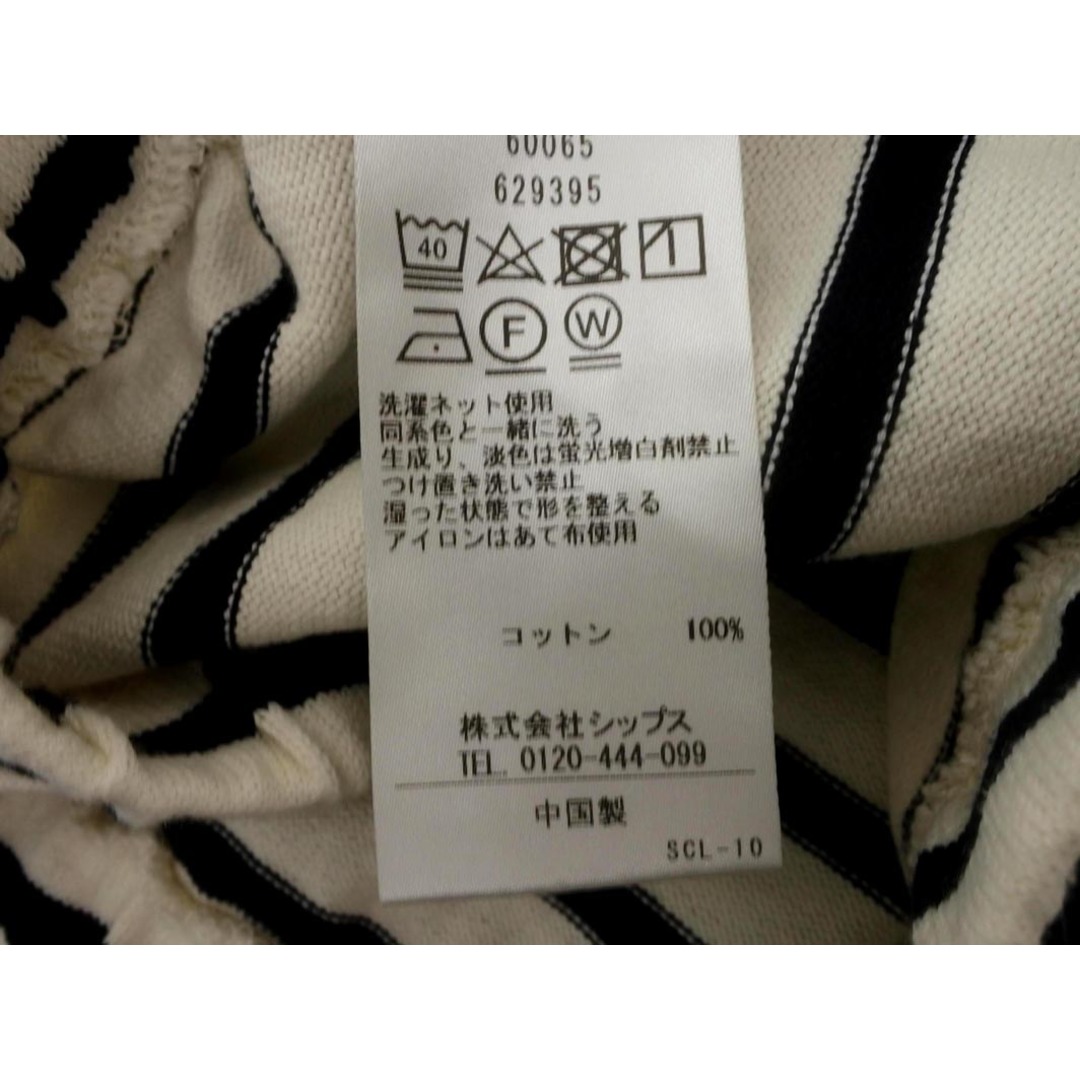 60065
629395
40
F W
洗濯ネット使用
同系色と一緒に洗う
生成り、淡色は蛍光増白剤禁止
つけ置き洗い禁止
湿った状態で形を整える
アイロンはあて布使用
コットン 100%
株式会社シップス
TEL. 0120-444-099
中国製
SCL-10